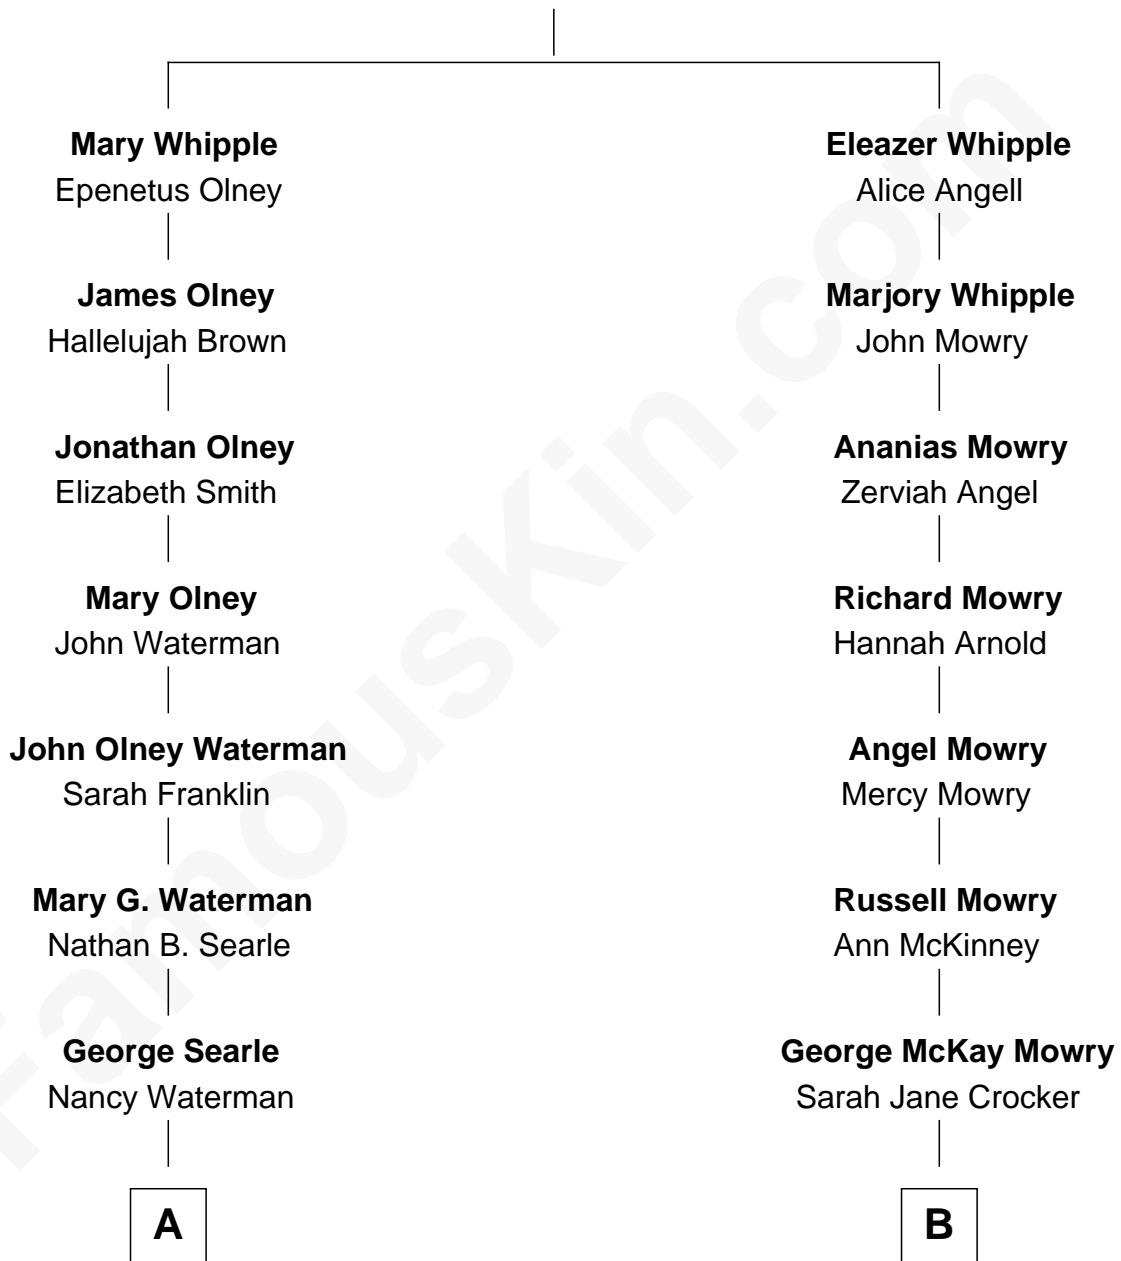 Mary Whipple
Epenetus Olney
Eleazer Whipple
Alice Angell
James Olney
Hallelujah Brown
Marjory Whipple
John Mowry
Jonathan Olney
Elizabeth Smith
Ananias Mowry
Zerviah Angel
Mary Olney
John Waterman
Richard Mowry
Hannah Arnold
John Olney Waterman
Sarah Franklin
Angel Mowry
Mercy Mowry
Mary G. Waterman
Nathan B. Searle
Russell Mowry
Ann McKinney
George Searle
Nancy Waterman
George McKay Mowry
Sarah Jane Crocker
A
B
FamousKin.com